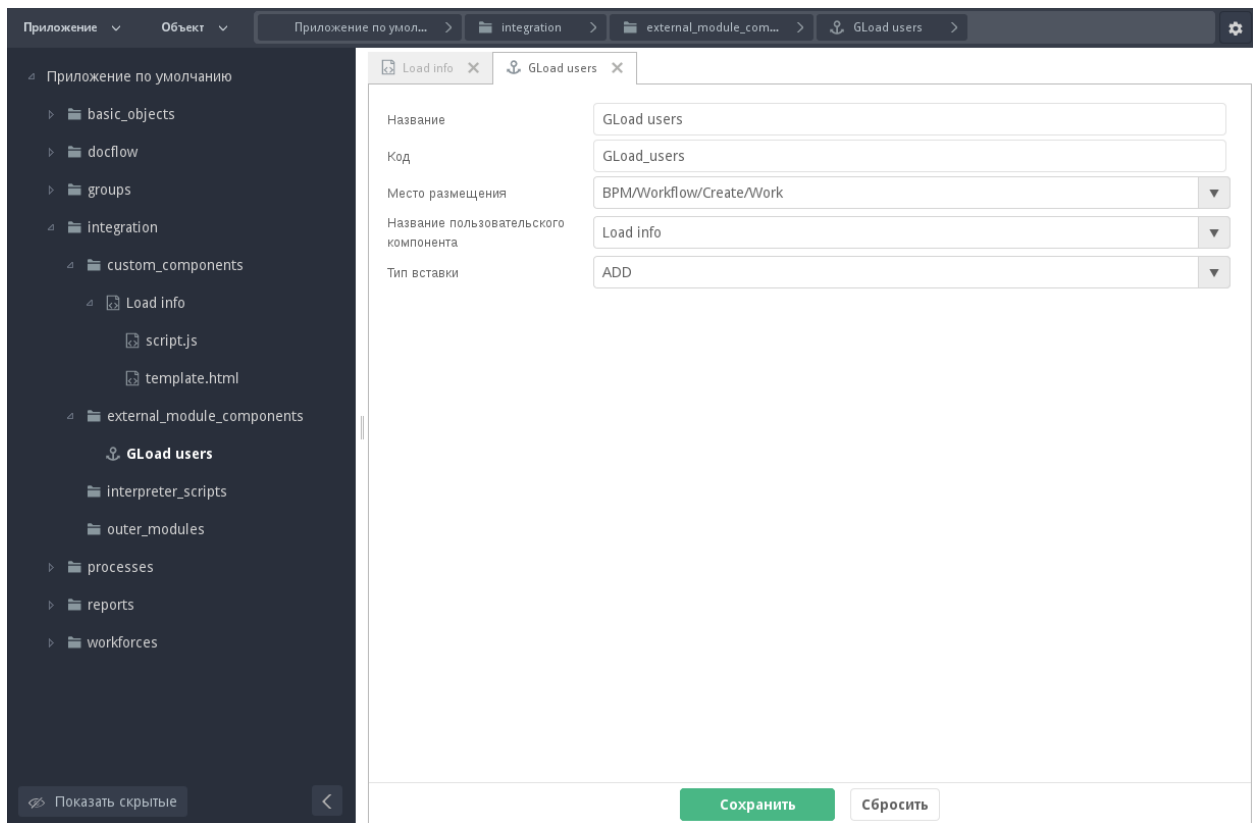 Приложение Объект Приложение по умол... integration external_module_com... GLoad users
Приложение по умолчанию
basic_objects
docflow
groups
integration
custom_components
Load info
script.js
template.html
external_module_components
GLoad users
interpreter_scripts
outer_modules
processes
reports
workforces
Показать скрытые
Load info GLoad users
Название GLoad users
Код GLoad_users
Место размещения BPM/Workflow/Create/Work
Название пользовательского
компонента
Load info
Тип вставки ADD
Сохранить Сбросить